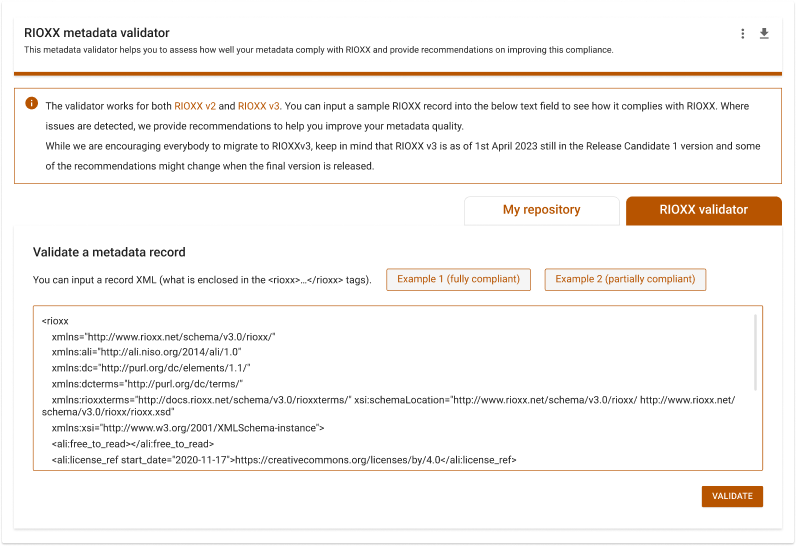 RIOXX metadata validator
This metadata validator helps you to assess how well your metadata comply with RIOXX and provide recommendations on improving this compliance.
The validator works for both RIOXX v2 and RIOXX v3. You can input a sample RIOXX record into the below text field to see how it complies with RIOXX. Where
issues are detected, we provide recommendations to help you improve your metadata quality.
While we are encouraging everybody to migrate to RIOXXv3, keep in mind that RIOXX v3 is as of 1st April 2023 still in the Release Candidate 1 version and some
of the recommendations might change when the final version is released.
My repository
RIOXX validator
Validate a metadata record
You can input a record XML (what is enclosed in the <rioxx>...</rioxx> tags).
Example 1 (fully compliant)
Example 2 (partially compliant)
<rioxx
xmlns="http://www.rioxx.net/schema/v3.0/rioxx/"
xmlns:ali="http://ali.niso.org/2014/ali/1.0"
xmlns:dc="http://purl.org/dc/elements/1.1/"
xmlns:dcterms="http://purl.org/dc/terms/"
xmlns:rioxxterms="http://docs.rioxx.net/schema/v3.0/rioxxterms/" xsi:schemaLocation="http://www.rioxx.net/schema/v3.0/rioxx/ http://www.rioxx.net/
schema/v3.0/rioxx/rioxx.xsd"
xmlns:xsi="http://www.w3.org/2001/XMLSchema-instance">
<ali:free_to_read></ali:free_to_read>
<ali:license_ref start_date="2020-11-17">https://creativecommons.org/licenses/by/4.0</ali:license_ref>
VALIDATE